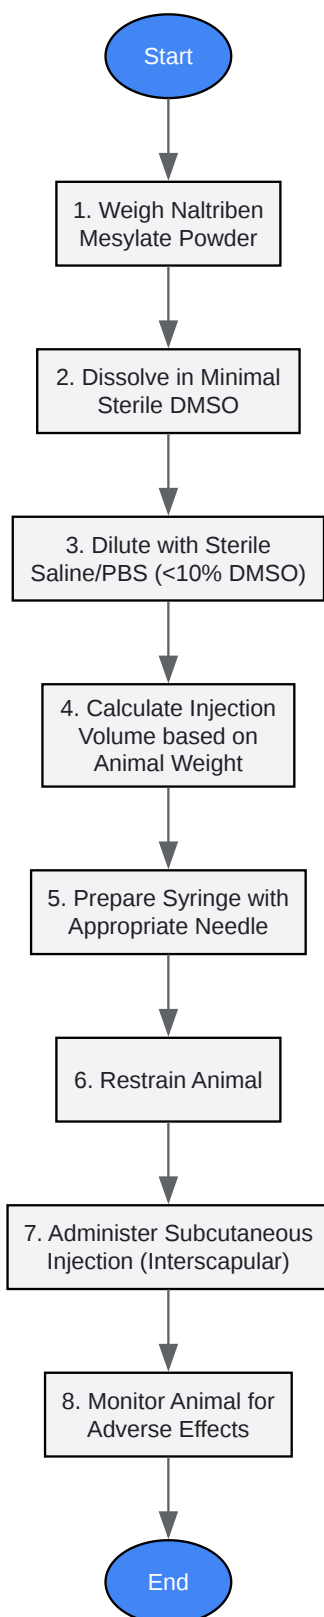 Start
1. Weigh Naltriben
Mesylate Powder
2. Dissolve in Minimal
Sterile DMSO
3. Dilute with Sterile
Saline/PBS (<10% DMSO)
4. Calculate Injection
Volume based on
Animal Weight
5. Prepare Syringe with
Appropriate Needle
6. Restrain Animal
7. Administer Subcutaneous
Injection (Interscapular)
8. Monitor Animal for
Adverse Effects
End